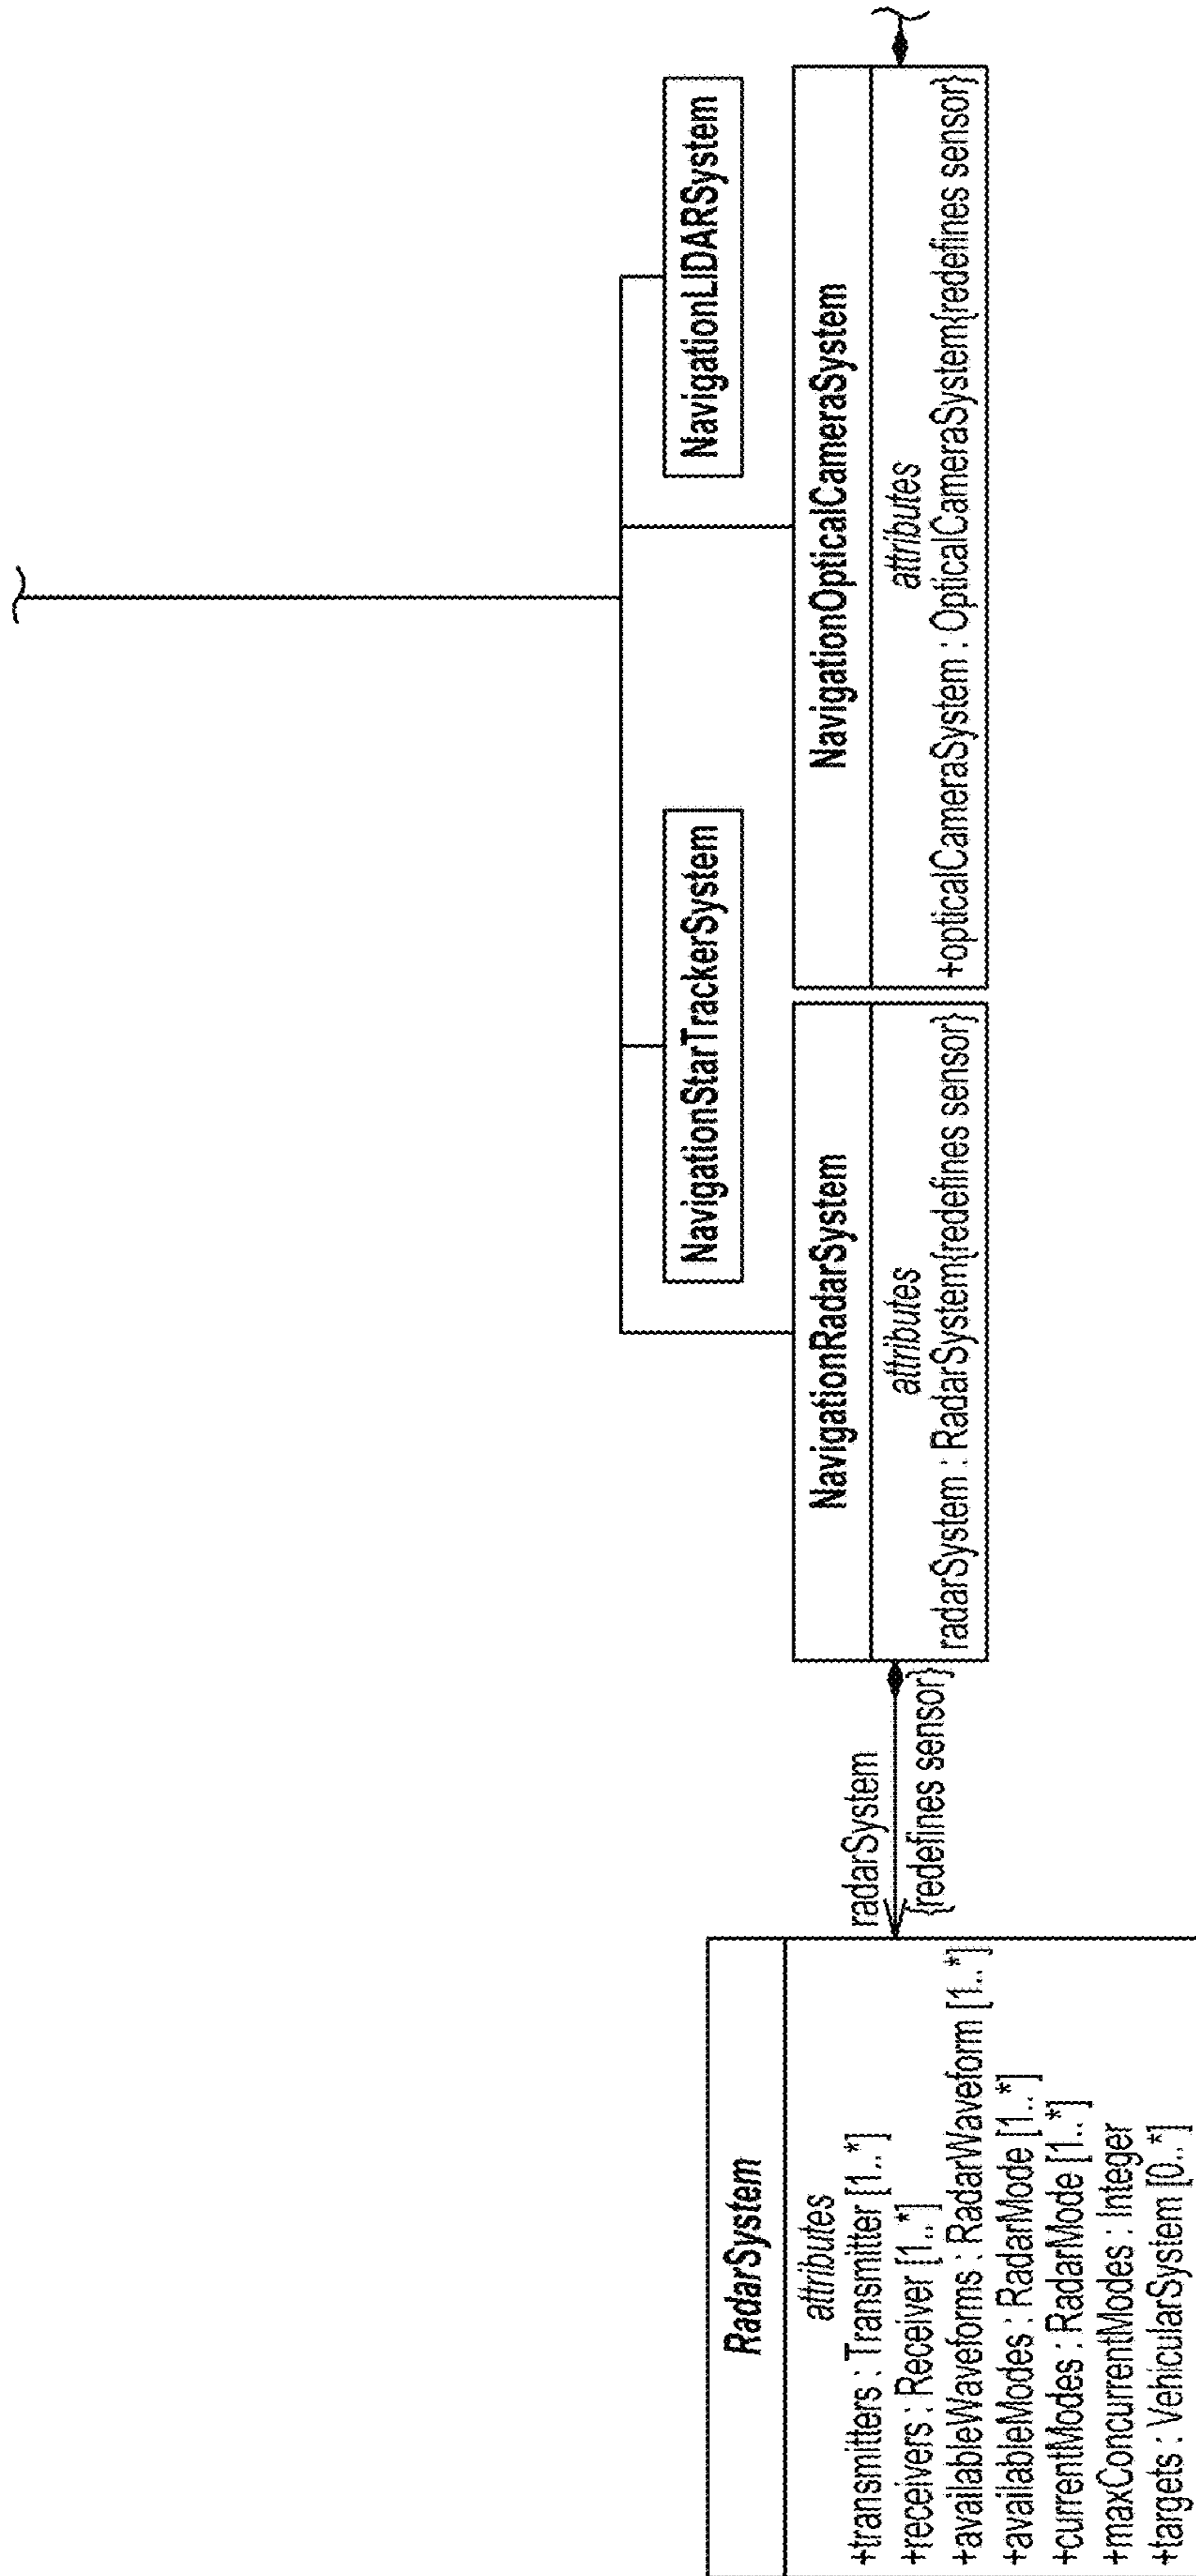 NavigationStarTrackerSystem
NavigationLIDARSystem
RadarSystem
attributes
+transmitters : Transmitter [1..*]
+receivers : Receiver [1..*]
+availableWaveforms : RadarWaveform [1..*]
+availableModes : RadarMode [1..*]
+currentModes : RadarMode [1..*]
+maxConcurrentModes : Integer
+targets : VehicularSystem [0..*]
radarSystem
{redefines sensor}
NavigationRadarSystem
attributes
radarSystem : RadarSystem{redefines sensor}
NavigationOpticalCameraSystem
attributes
+opticalCameraSystem : OpticalCameraSystem{redefines sensor}